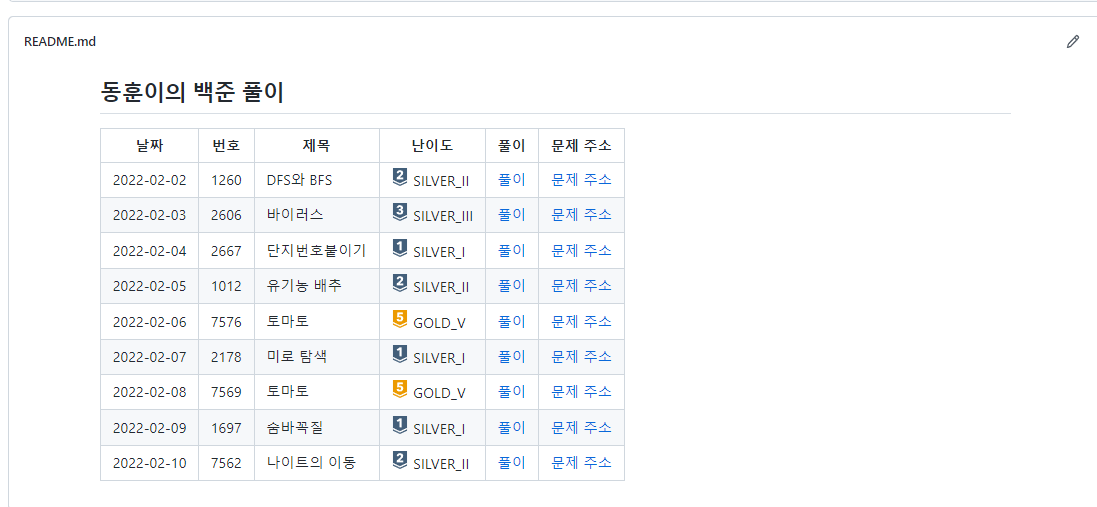 README.md
동훈이의 백준 풀이
날짜 번호 제목 난이도 풀이 문제 주소
2022-02-02 1260 DFS와 BFS 2 SILVER_II 풀이 문제 주소
2022-02-03 2606 바이러스 3 SILVER_III 풀이 문제 주소
2022-02-04 2667 단지번호붙이기 1 SILVER_I 풀이 문제 주소
2022-02-05 1012 유기농 배추 2 SILVER_II 풀이 문제 주소
2022-02-06 7576 토마토 5 GOLD_V 풀이 문제 주소
2022-02-07 2178 미로 탐색 1 SILVER_I 풀이 문제 주소
2022-02-08 7569 토마토 5 GOLD_V 풀이 문제 주소
2022-02-09 1697 숨바꼭질 1 SILVER_I 풀이 문제 주소
2022-02-10 7562 나이트의 이동 2 SILVER_II 풀이 문제 주소